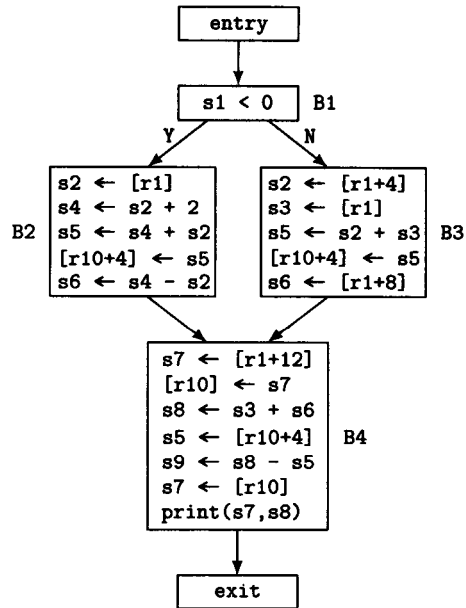 entry
s1 < 0
B1
Y
N
s2 ← [r1]
s4 ← s2 + 2
s5 ← s4 + s2
[r10+4] ← s5
s6 ← s4 - s2
B2
s2 ← [r1+4]
s3 ← [r1]
s5 ← s2 + s3
[r10+4] ← s5
s6 ← [r1+8]
B3
s7 ← [r1+12]
[r10] ← s7
s8 ← s3 + s6
s5 ← [r10+4]
s9 ← s8 - s5
s7 ← [r10]
print(s7,s8)
B4
exit